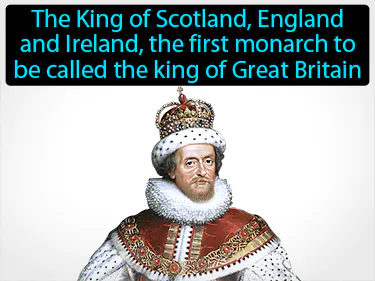 The King of Scotland, England
and Ireland, the first monarch to
be called the king of Great Britain